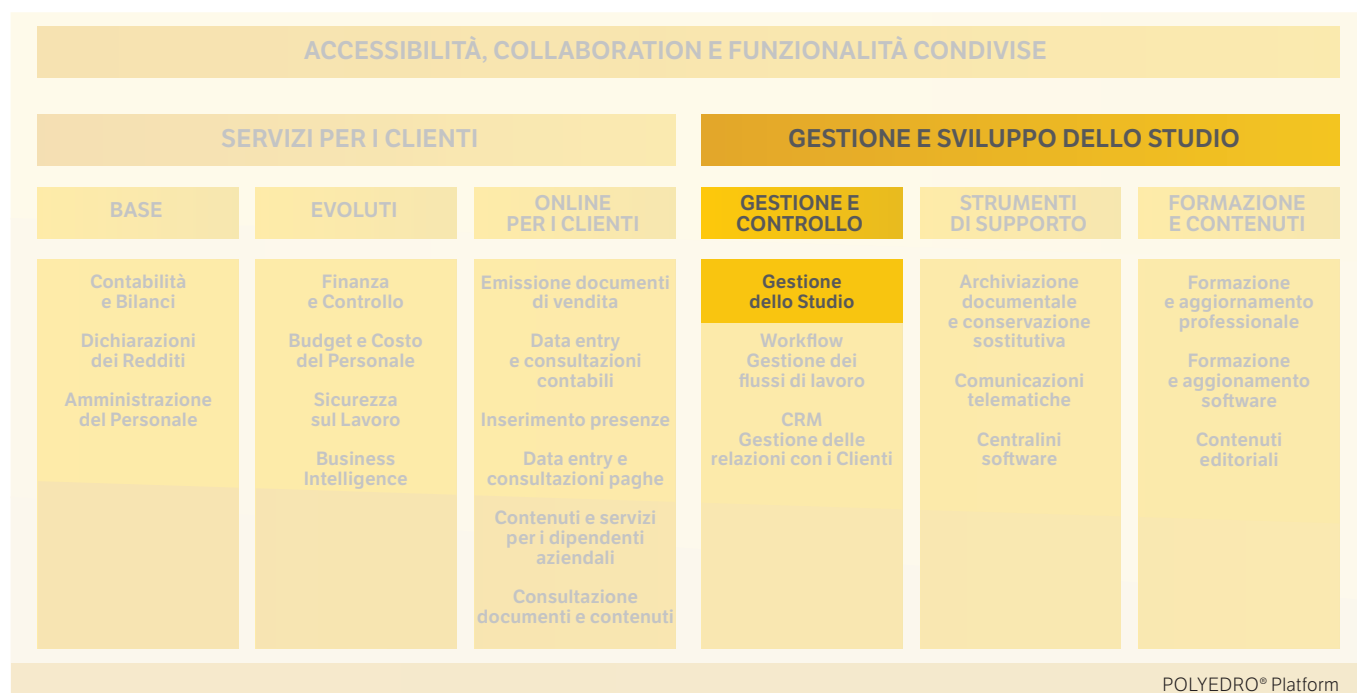 ACCESSIBILITÀ, COLLABORATION E FUNZIONALITÀ CONDIVISE
SERVIZI PER I CLIENTI
GESTIONE E SVILUPPO DELLO STUDIO
BASE
EVOLUTI
ONLINE
PER I CLIENTI
GESTIONE E
CONTROLLO
STRUMENTI
DI SUPPORTO
FORMAZIONE
E CONTENUTI
Contabilità
e Bilanci
Dichiarazioni
dei Redditi
Amministrazione
del Personale
Finanza
e Controllo
Budget e Costo
del Personale
Sicurezza
sul Lavoro
Business
Intelligence
Emissione documenti
di vendita
Data entry
e consultazioni
contabili
Inserimento presenze
Data entry e
consultazioni paghe
Contenuti e servizi
per i dipendenti
aziendali
Consultazione
documenti e contenuti
Gestione
dello Studio
Workflow
Gestione dei
flussi di lavoro
CRM
Gestione delle
relazioni con i Clienti
Archiviazione
documentale
e conservazione
sostitutiva
Comunicazioni
telematiche
Centralini
software
Formazione
e aggiornamento
professionale
Formazione
e aggionamento
software
Contenuti
editoriali
POLYEDRO® Platform